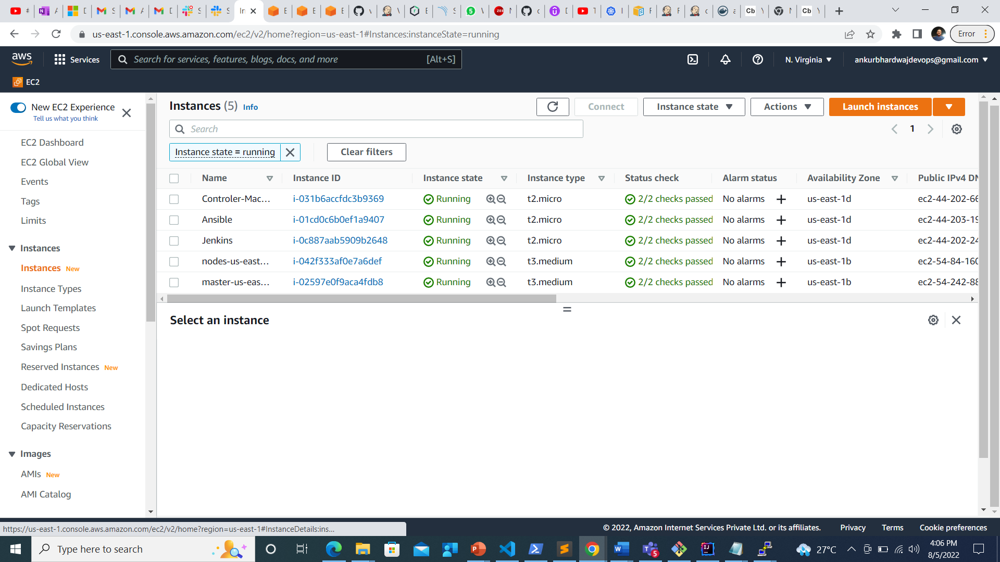 us-east-1.console.aws.amazon.com/ec2/v2/home?region=us-east-1#Instances:instanceState=running
Error
aws
Services
Search for services, features, blogs, docs, and more
[Alt+S]
N. Virginia
ankurbhardwajdevops@gmail.com
EC2
New EC2 Experience
Tell us what you think
EC2 Dashboard
EC2 Global View
Events
Tags
Limits
Instances
Instances New
Instance Types
Launch Templates
Spot Requests
Savings Plans
Reserved Instances New
Dedicated Hosts
Scheduled Instances
Capacity Reservations
Images
AMIs New
AMI Catalog
Instances (5) Info
Connect
Instance state
Actions
Launch instances
Search
1
Instance state = running
Clear filters
Name Instance ID Instance state Instance type Status check Alarm status Availability Zone Public IPv4 DN
Controler-Mac... i-031b6accfdc3b9369 Running t2.micro 2/2 checks passed No alarms + us-east-1d ec2-44-202-66
Ansible i-01cd0c6b0ef1a9407 Running t2.micro 2/2 checks passed No alarms + us-east-1d ec2-44-203-19
Jenkins i-0c887aab5909b2648 Running t2.micro 2/2 checks passed No alarms + us-east-1d ec2-44-202-24
nodes-us-east... i-042f333af0e7a6def Running t3.medium 2/2 checks passed No alarms + us-east-1b ec2-54-84-160
master-us-eas... i-02597e0f9aca4fdb8 Running t3.medium 2/2 checks passed No alarms + us-east-1b ec2-54-242-88
Select an instance
https://us-east-1.console.aws.amazon.com/ec2/v2/home?region=us-east-1#InstanceDetails:ins...
© 2022, Amazon Internet Services Private Ltd. or its affiliates.
Privacy
Terms
Cookie preferences
Type here to search
27°C
4:06 PM
8/5/2022